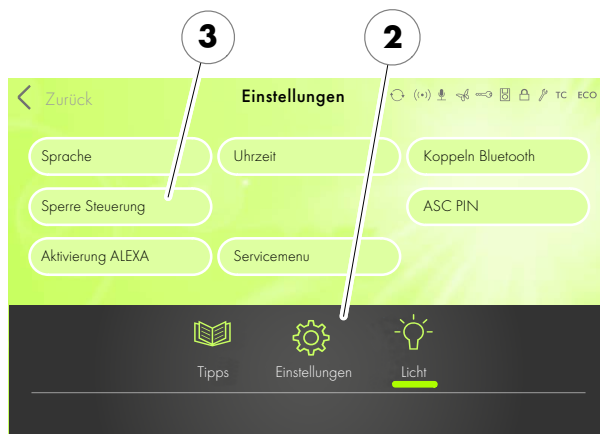 3 2
Zurück Einstellungen TC ECO
Sprache Uhrzeit Koppeln Bluetooth
Sperre Steuerung ASC PIN
Aktivierung ALEXA Servicemenu
Tipps Einstellungen Licht